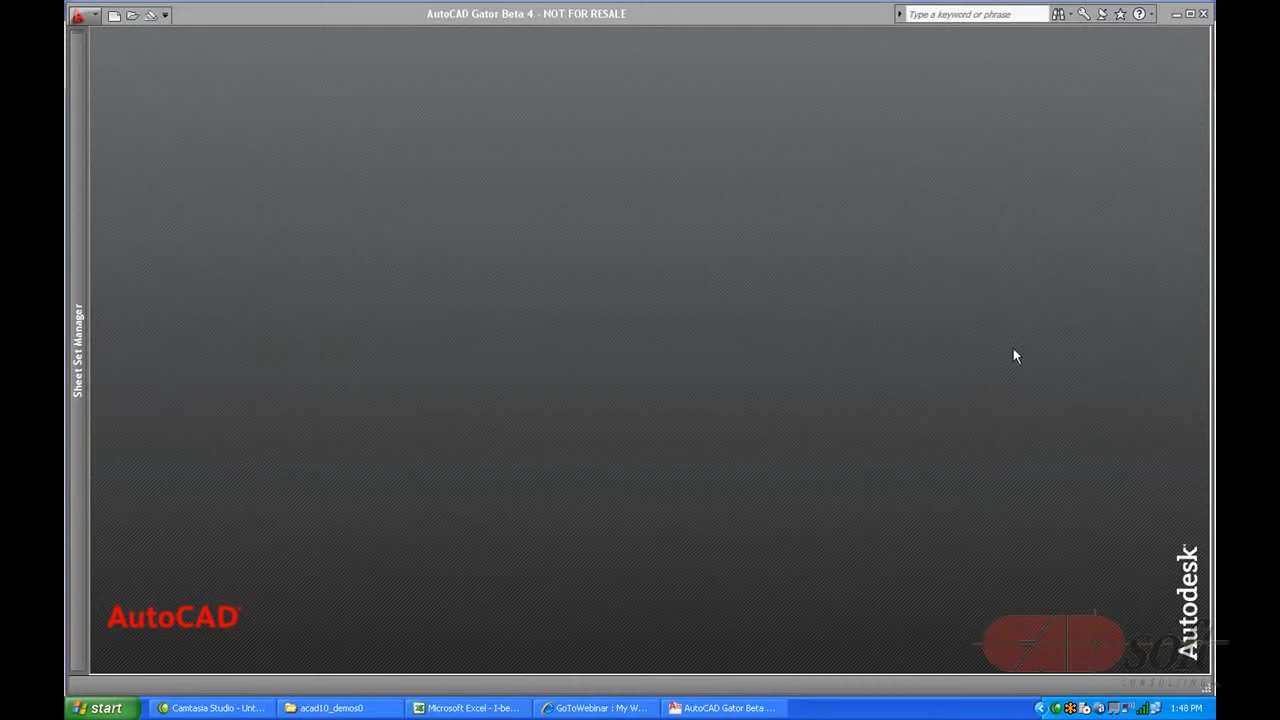 AutoCAD Gator Beta 4 - NOT FOR RESALE
Type a keyword or phrase
Sheet Set Manager
AutoCAD
Autodesk
CONSULTING
start
Camtasia Studio - Unt...
acad10_demos0
Microsoft Excel - I-be...
GoToWebinar : My W...
AutoCAD Gator Beta ...
1:48 PM